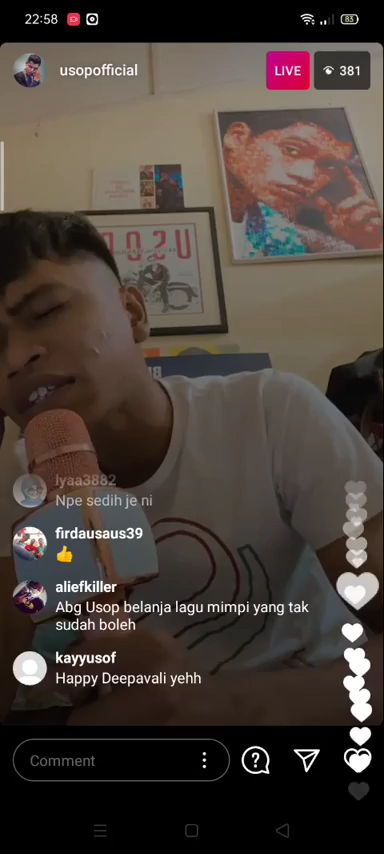 22:58
83
usopofficial
LIVE
381
lyaa3882
Npe sedih je ni
firdausaus39
👍
aliefkiller
Abg Usop belanja lagu mimpi yang tak
sudah boleh
kayyusof
Happy Deepavali yehh
Comment